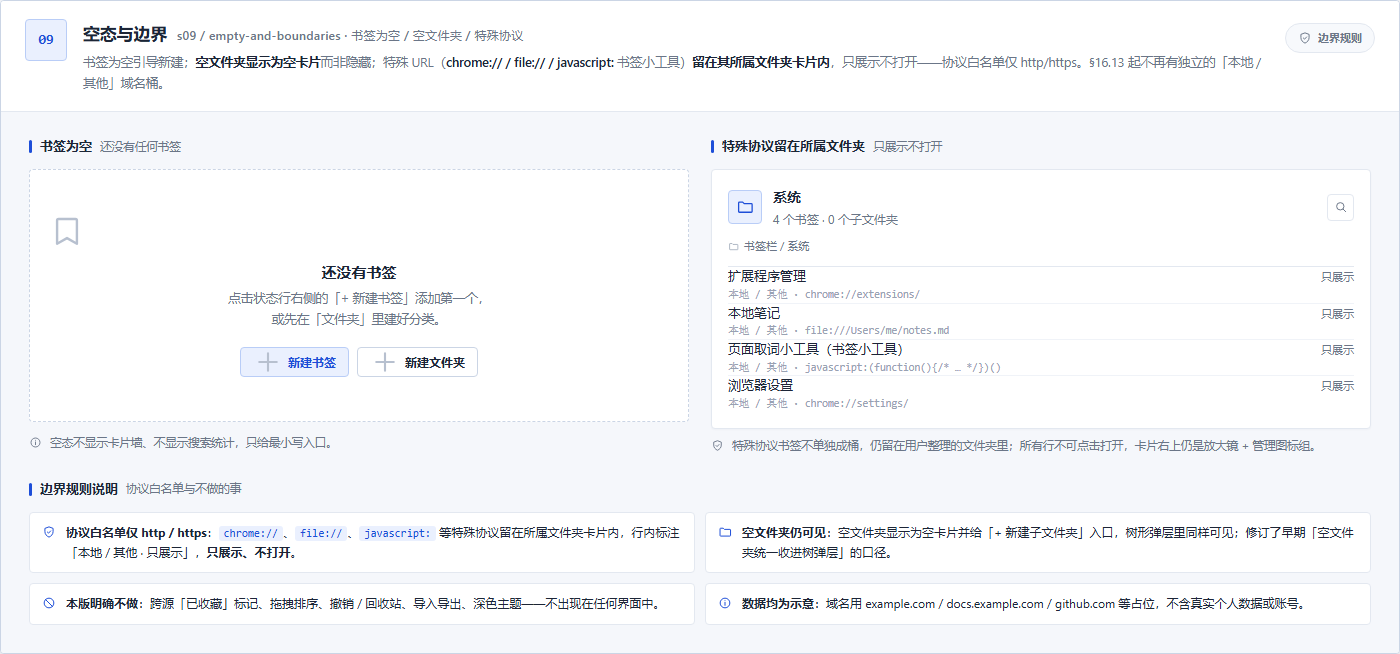 09
空态与边界 s09 / empty-and-boundaries · 书签为空 / 空文件夹 / 特殊协议
书签为空引导新建；空文件夹显示为空卡片而非隐藏；特殊 URL（chrome:// / file:// / javascript: 书签小工具）留在其所属文件夹卡片内，只展示不打开——协议白名单仅 http/https。§16.13 起不再有独立的「本地 /
其他」域名桶。
边界规则
书签为空 还没有任何书签
还没有书签
点击状态行右侧的「+ 新建书签」添加第一个，
或先在「文件夹」里建好分类。
新建书签 新建文件夹
空态不显示卡片墙、不显示搜索统计，只给最小写入口。
特殊协议留在所属文件夹 只展示不打开
系统
4 个书签 · 0 个子文件夹
书签栏 / 系统
扩展程序管理 只展示
本地 / 其他 · chrome://extensions/
本地笔记 只展示
本地 / 其他 · file:///Users/me/notes.md
页面取词小工具（书签小工具） 只展示
本地 / 其他 · javascript:(function(){/* … */})()
浏览器设置 只展示
本地 / 其他 · chrome://settings/
特殊协议书签不单独成桶，仍留在用户整理的文件夹里；所有行不可点击打开，卡片右上仍是放大镜 + 管理图标组。
边界规则说明 协议白名单与不做的事
协议白名单仅 http / https： chrome:// 、 file:// 、 javascript: 等特殊协议留在所属文件夹卡片内，行内标注
「本地 / 其他 · 只展示」，只展示、不打开。
空文件夹仍可见：空文件夹显示为空卡片并给「+ 新建子文件夹」入口，树形弹层里同样可见；修订了早期「空文件
夹统一收进树弹层」的口径。
本版明确不做：跨源「已收藏」标记、拖拽排序、撤销 / 回收站、导入导出、深色主题——不出现在任何界面中。
数据均为示意：域名用 example.com / docs.example.com / github.com 等占位，不含真实个人数据或账号。